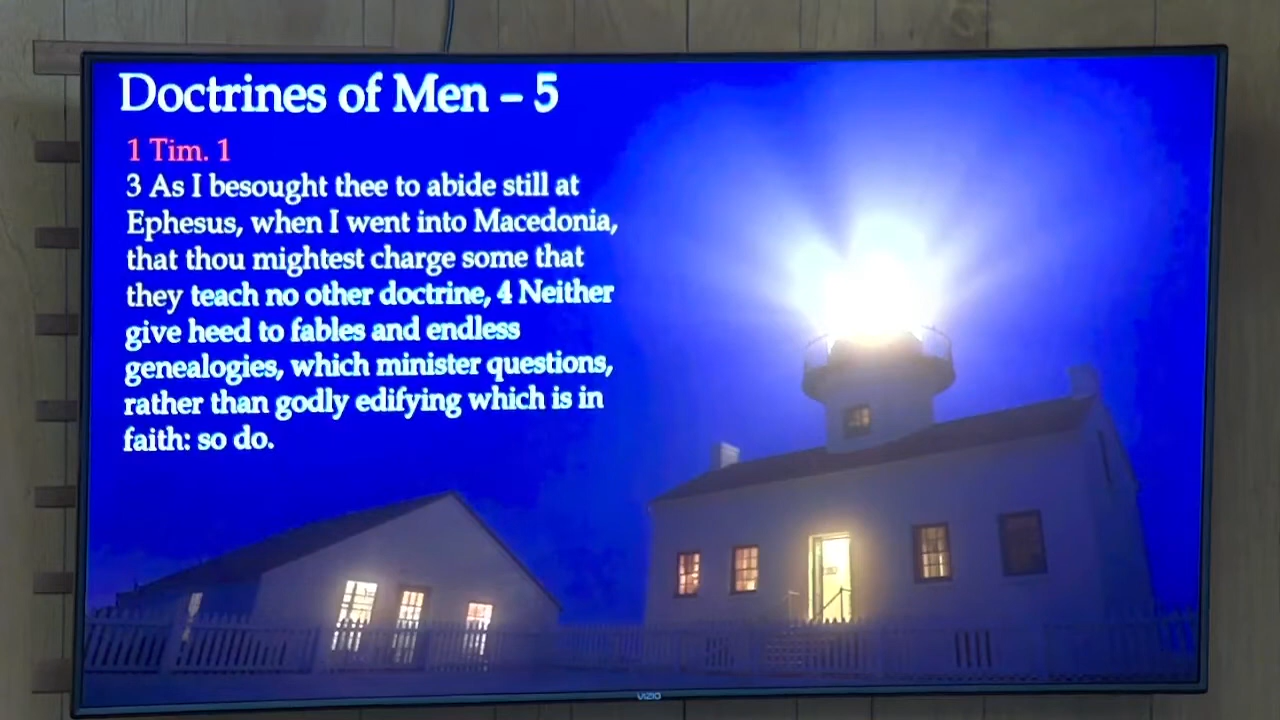 Doctrines of Men – 5
1 Tim. 1
3 As I besought thee to abide still at
Ephesus, when I went into Macedonia,
that thou mightest charge some that
they teach no other doctrine, 4 Neither
give heed to fables and endless
genealogies, which minister questions,
rather than godly edifying which is in
faith: so do.
VIZIO